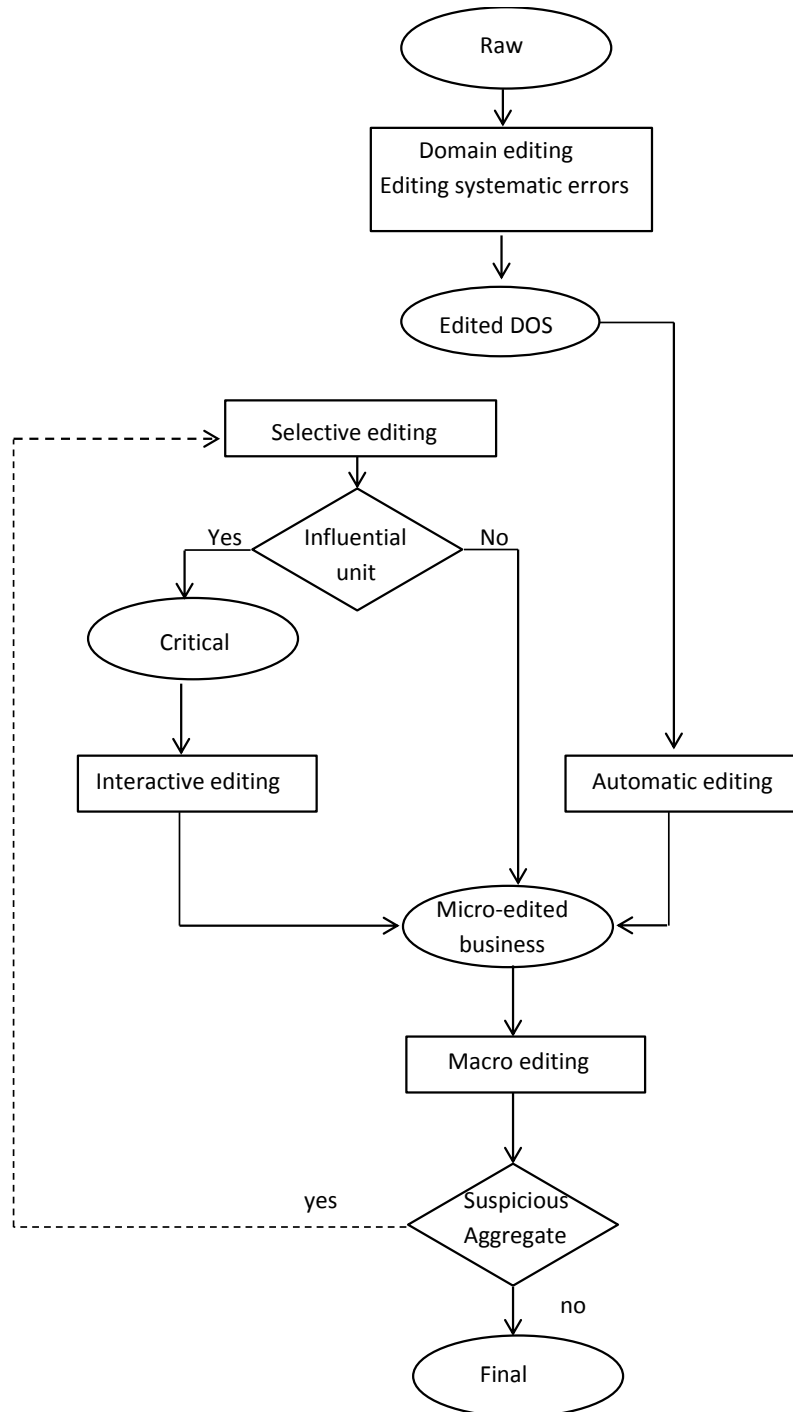 Raw
Domain editing
Editing systematic errors
Edited DOS
Selective editing
Yes
Influential
unit
No
Critical
Interactive editing
Automatic editing
Micro-edited
business
Macro editing
yes
Suspicious
Aggregate
no
Final